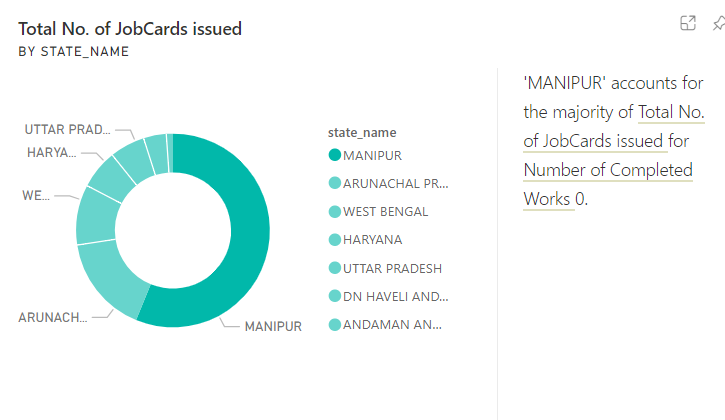 Total No. of JobCards issued
BY STATE_NAME
UTTAR PRAD...
HARYA...
WE...
ARUNACH...
MANIPUR
state_name
MANIPUR
ARUNACHAL PR...
WEST BENGAL
HARYANA
UTTAR PRADESH
DN HAVELI AND...
ANDAMAN AN...
'MANIPUR' accounts for
the majority of Total No.
of JobCards issued for
Number of Completed
Works 0.